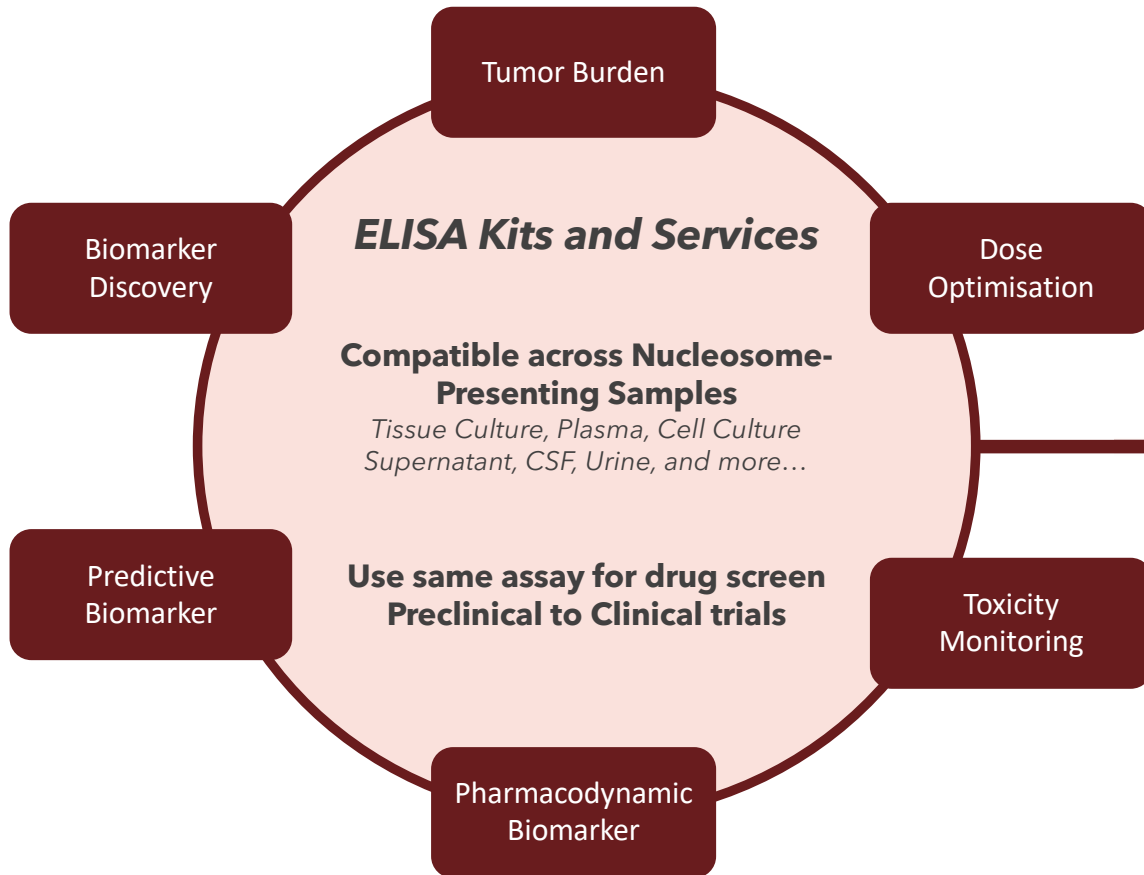 Tumor Burden
Biomarker
Discovery
ELISA Kits and Services
Dose
Optimisation
Compatible across Nucleosome-
Presenting Samples
Tissue Culture, Plasma, Cell Culture
Supernatant, CSF, Urine, and more…
Predictive
Biomarker
Use same assay for drug screen
Preclinical to Clinical trials
Toxicity
Monitoring
Pharmacodynamic
Biomarker